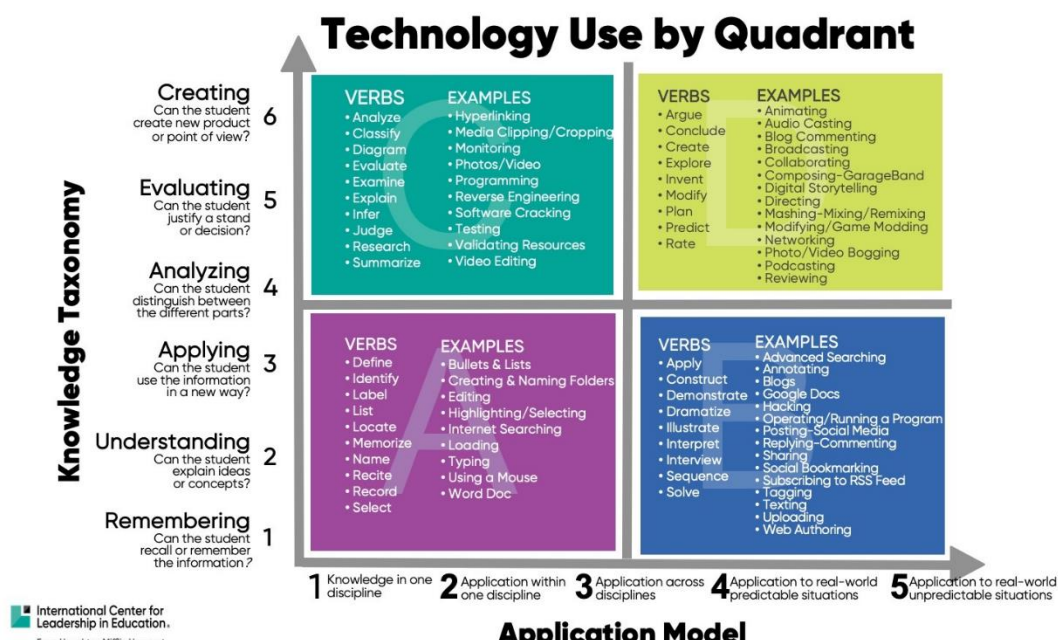 Technology Use by Quadrant
Knowledge Taxonomy
Creating
Can the student
create new product
or point of view?
6
Evaluating
Can the student
justify a stand
or decision?
5
Analyzing
Can the student
distinguish between
the different parts?
4
Applying
Can the student
use the information
in a new way?
3
Understanding
Can the student
explain ideas
or concepts?
2
Remembering
Can the student
recall or remember
the information?
1
C
VERBS
• Analyze
• Classify
• Diagram
• Evaluate
• Examine
• Explain
• Infer
• Judge
• Research
• Summarize
EXAMPLES
• Hyperlinking
• Media Clipping/Cropping
• Monitoring
• Photos/Video
• Programming
• Reverse Engineering
• Software Cracking
• Testing
• Validating Resources
• Video Editing
D
VERBS
• Argue
• Conclude
• Create
• Explore
• Invent
• Modify
• Plan
• Predict
• Rate
EXAMPLES
• Animating
• Audio Casting
• Blog Commenting
• Broadcasting
• Collaborating
• Composing-GarageBand
• Digital Storytelling
• Directing
• Mashing-Mixing/Remixing
• Modifying/Game Modding
• Networking
• Photo/Video Bogging
• Podcasting
• Reviewing
A
VERBS
• Define
• Identify
• Label
• List
• Locate
• Memorize
• Name
• Recite
• Record
• Select
EXAMPLES
• Bullets & Lists
• Creating & Naming Folders
• Editing
• Highlighting/Selecting
• Internet Searching
• Loading
• Typing
• Using a Mouse
• Word Doc
B
VERBS
• Apply
• Construct
• Demonstrate
• Dramatize
• Illustrate
• Interpret
• Interview
• Sequence
• Solve
EXAMPLES
• Advanced Searching
• Annotating
• Blogs
• Google Docs
• Hacking
• Operating/Running a Program
• Posting-Social Media
• Replying-Commenting
• Sharing
• Social Bookmarking
• Subscribing to RSS Feed
• Tagging
• Texting
• Uploading
• Web Authoring
1 Knowledge in one
discipline
2 Application within
one discipline
3 Application across
disciplines
4 Application to real-world
predictable situations
5 Application to real-world
unpredictable situations
Application Model
International Center for
Leadership in Education.